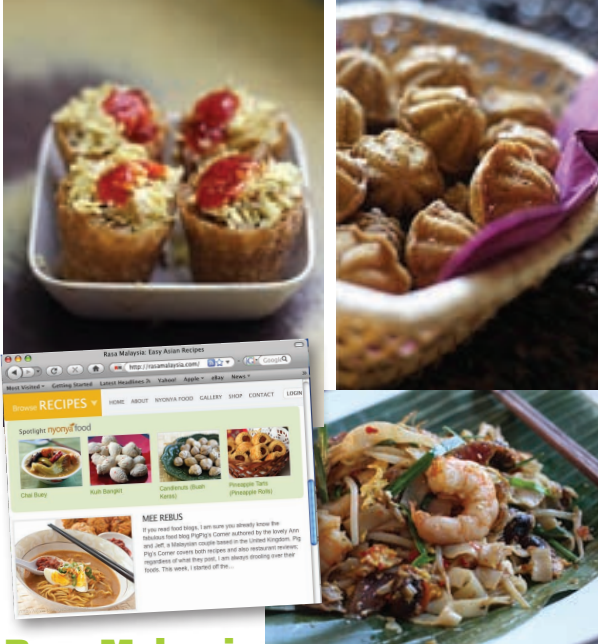 Rasa Malaysia: Easy Asian Recipes
http://rasamalaysia.com/
Google
Most Visited Getting Started Latest Headlines Yahoo! Apple eBay News
Browse RECIPES HOME ABOUT NYONYA FOOD GALLERY SHOP CONTACT LOGIN
Spotlight nyonya food
Chai Buey
Kuih Bangkit
Candlenuts (Buah
Keras)
Pineapple Tarts
(Pineapple Rolls)
MEE REBUS
If you read food blogs, I am sure you already know the
fabulous food blog PigPig's Corner authored by the lovely Ann
and Jeff, a Malaysian couple based in the United Kingdom. Pig
Pig's Corner covers both recipes and also restaurant reviews;
regardless of what they post, I am always drooling over their
foods. This week, I started off the...